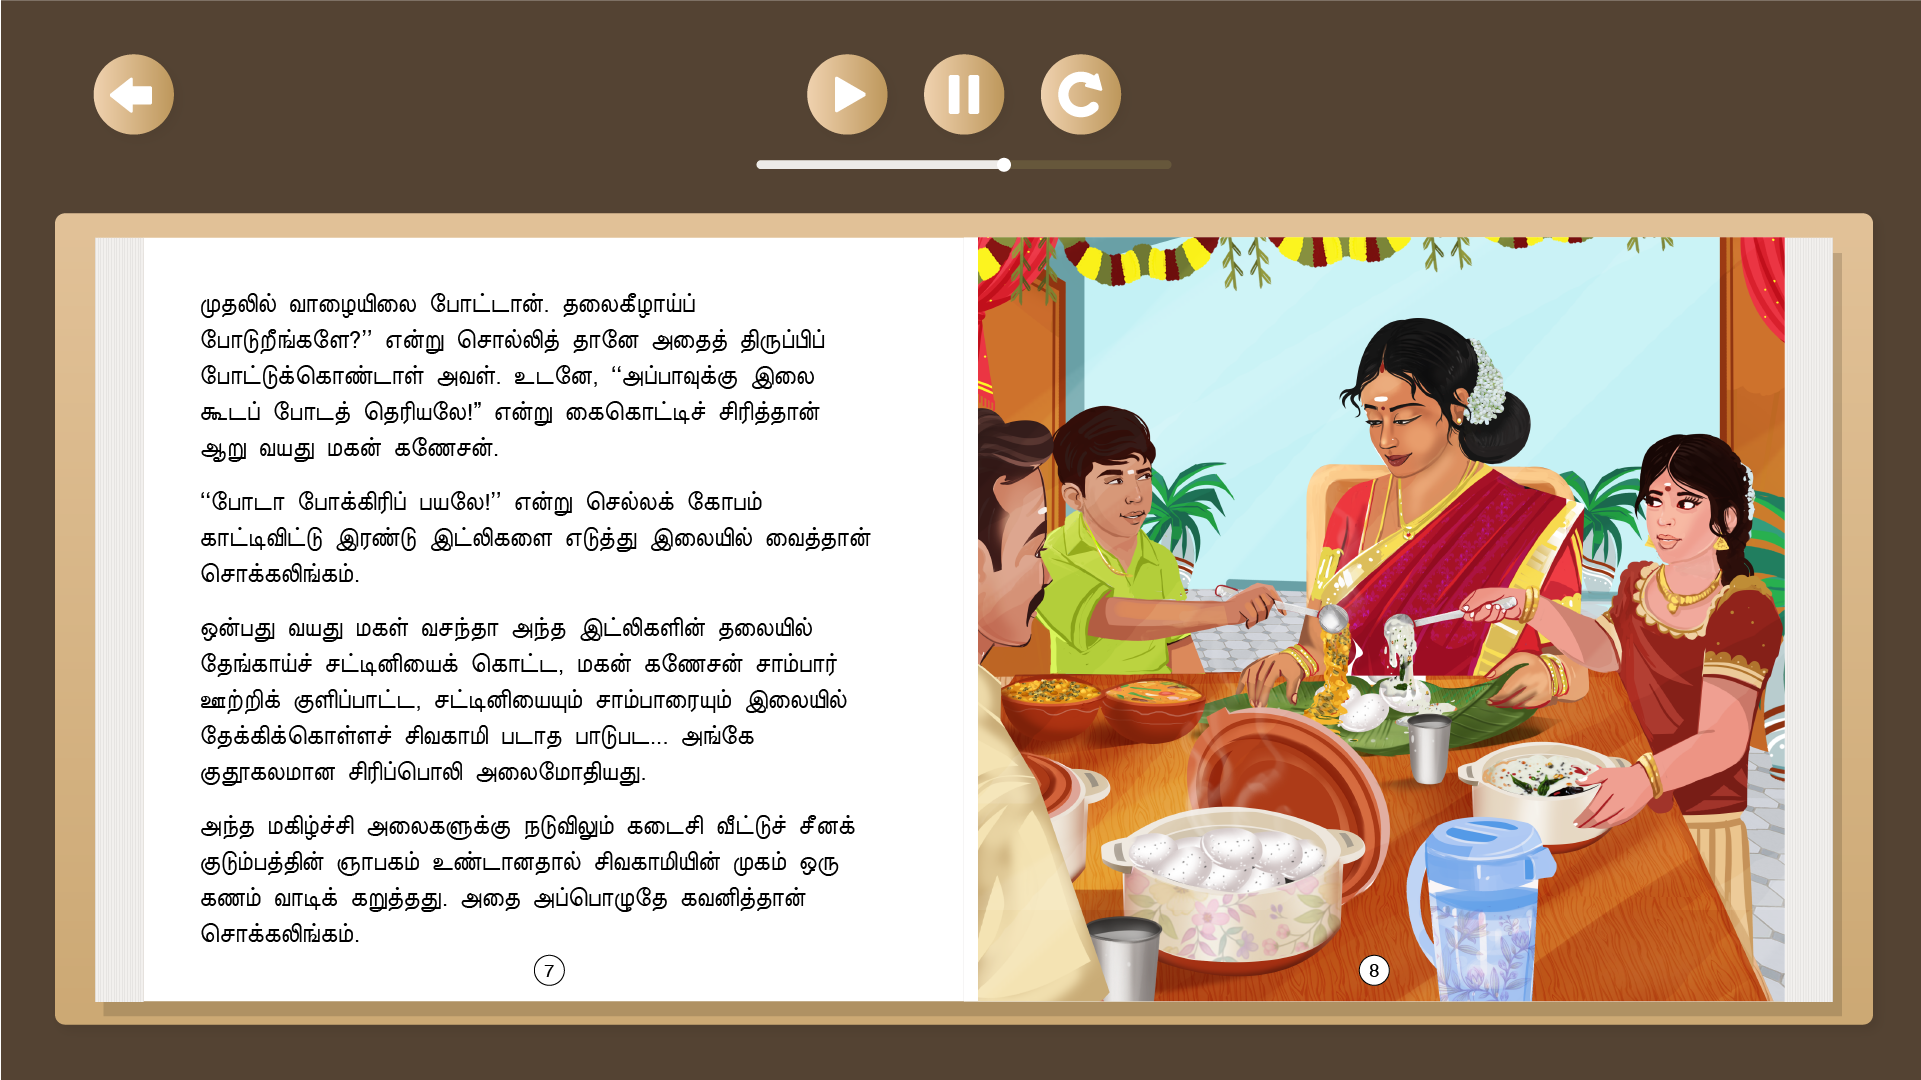 முதலில் வாழையிலை போட்டான். தலைகீழாய்ப்
போடுறீங்களே?’’ என்று சொல்லித் தானே அதைத் திருப்பிப்
போட்டுக்கொண்டாள் அவள். உடனே, ‘‘அப்பாவுக்கு இலை
கூடப் போடத் தெரியலே!” என்று கைகொட்டிச் சிரித்தான்
ஆறு வயது மகன் கணேசன்.
‘‘போடா போக்கிரிப் பயலே!’’ என்று செல்லக் கோபம்
காட்டிவிட்டு இரண்டு இட்லிகளை எடுத்து இலையில் வைத்தான்
சொக்கலிங்கம்.
ஒன்பது வயது மகள் வசந்தா அந்த இட்லிகளின் தலையில்
தேங்காய்ச் சட்டினியைக் கொட்ட, மகன் கணேசன் சாம்பார்
ஊற்றிக் குளிப்பாட்ட, சட்டினியையும் சாம்பாரையும் இலையில்
தேக்கிக்கொள்ளச் சிவகாமி படாத பாடுபட... அங்கே
குதூகலமான சிரிப்பொலி அலைமோதியது.
அந்த மகிழ்ச்சி அலைகளுக்கு நடுவிலும் கடைசி வீட்டுச் சீனக்
குடும்பத்தின் ஞாபகம் உண்டானதால் சிவகாமியின் முகம் ஒரு
கணம் வாடிக் கறுத்தது. அதை அப்பொழுதே கவனித்தான்
சொக்கலிங்கம்.
7
8